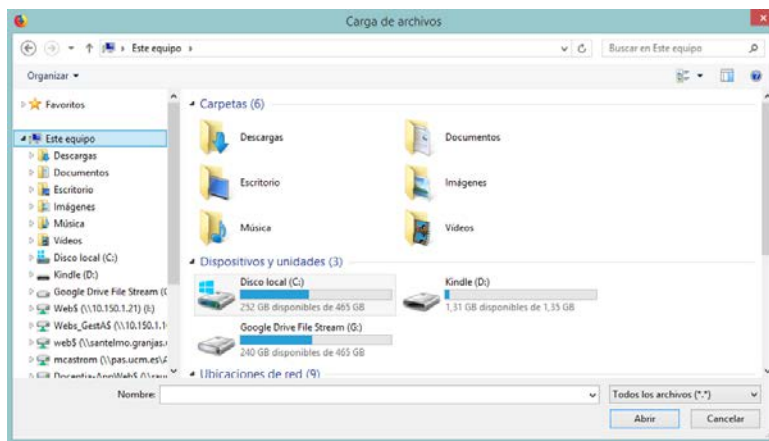 Carga de archivos
Este equipo
Buscar en Este equipo
Organizar
Favoritos
Este equipo
Descargas
Documentos
Escritorio
Imágenes
Música
Vídeos
Disco local (C:)
Kindle (D:)
Google Drive File Stream (
Web$ (\\10.150.1.21) (I:)
Webs_GestA$ (\\10.150.1.1
web$ (\\santelmo.granjas.
mcastrom (\\pas.ucm.es\
Carpetas (6)
Descargas
Documentos
Escritorio
Imágenes
Música
Vídeos
Dispositivos y unidades (3)
Disco local (C:)
252 GB disponibles de 465 GB
Kindle (D:)
1,31 GB disponibles de 1,35 GB
Google Drive File Stream (G:)
240 GB disponibles de 465 GB
Ubicaciones de red (9)
Nombre:
Todos los archivos (*.*)
Abrir
Cancelar